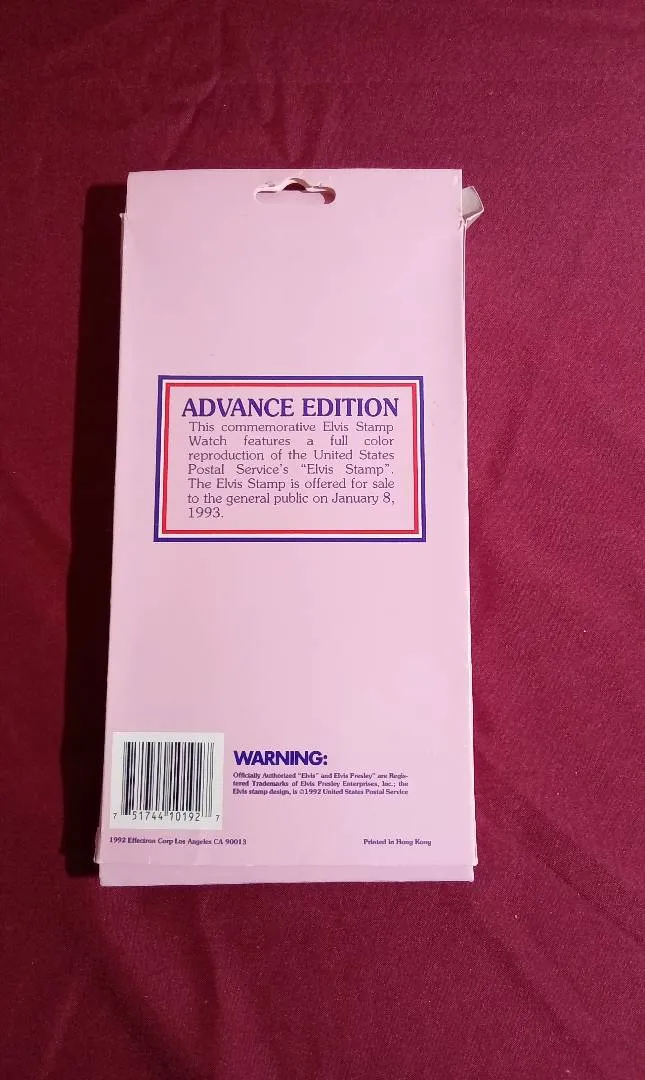 ADVANCE EDITION
This commemorative Elvis Stamp
Watch features a full color
reproduction of the United States
Postal Service's "Elvis Stamp".
The Elvis Stamp is offered for sale
to the general public on January 8,
1993.
WARNING:
Officially Authorized "Elvis" and Elvis Presley" are Regis-
tered Trademarks of Elvis Presley Enterprises, Inc.; the
Elvis stamp design, is ©1992 United States Postal Service
7 51744 10192 7
1992 Effectron Corp Los Angeles CA 90013
Printed in Hong Kong